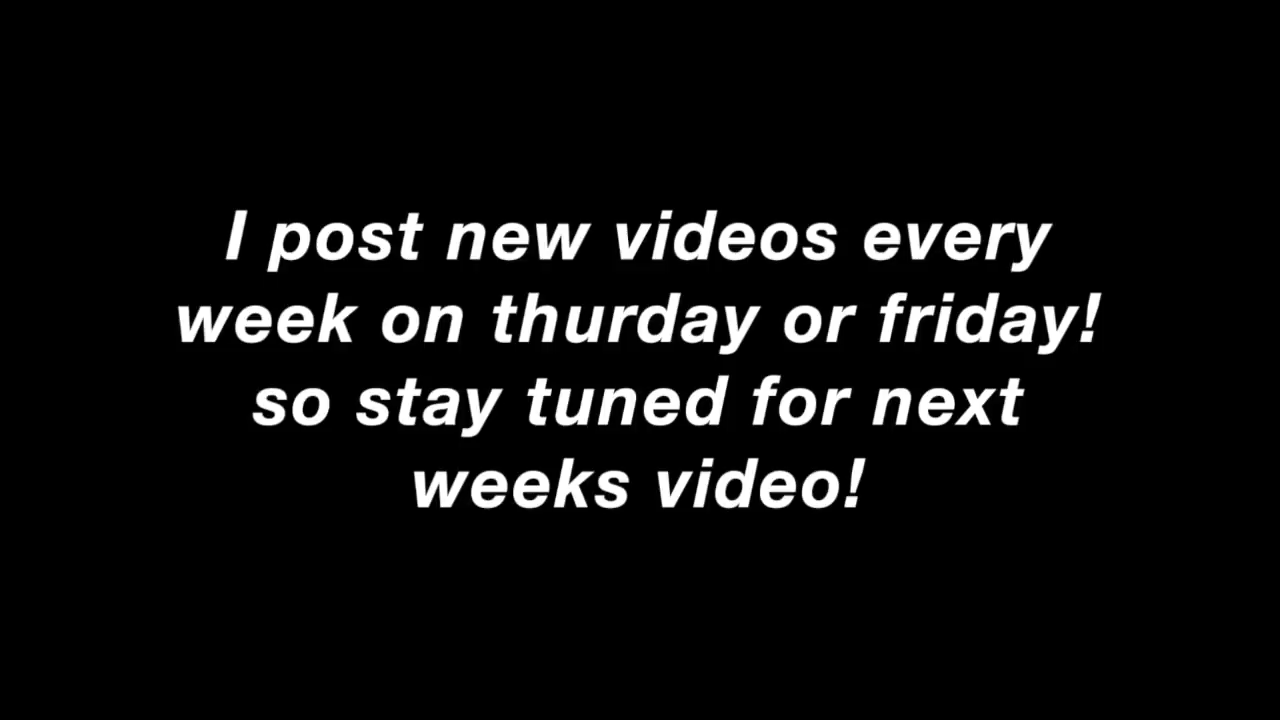 I post new videos every
week on thurday or friday!
so stay tuned for next
weeks video!